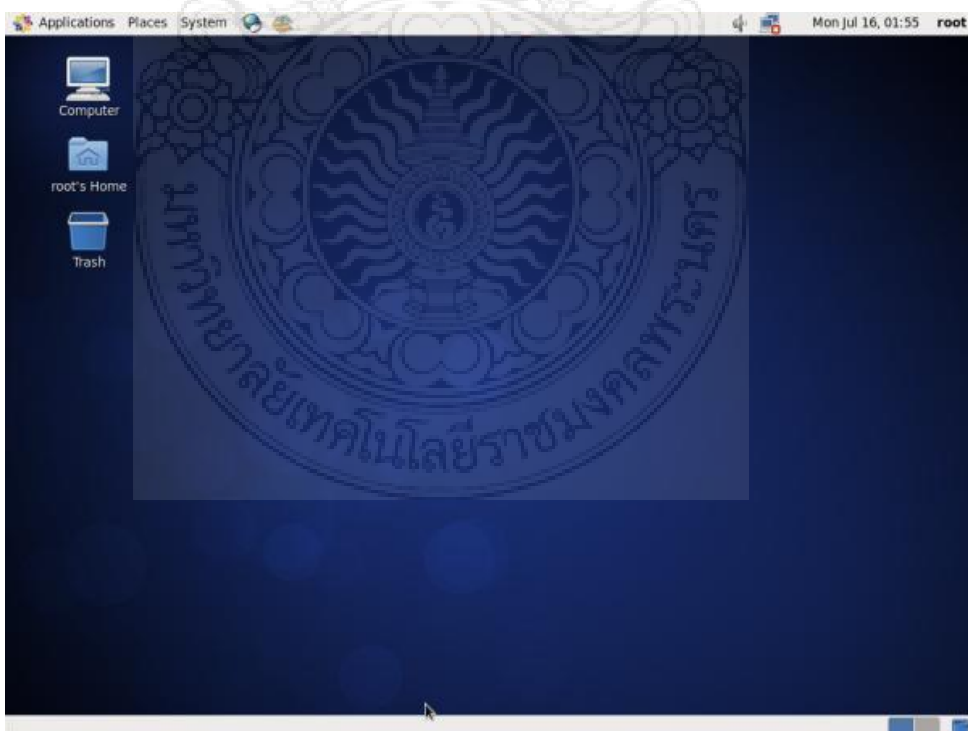 Applications Places System
Mon Jul 16, 01:55 root
Computer
root's Home
Trash
มหาวิทยาลัยเทคโนโลยีราชมงคลพระนคร